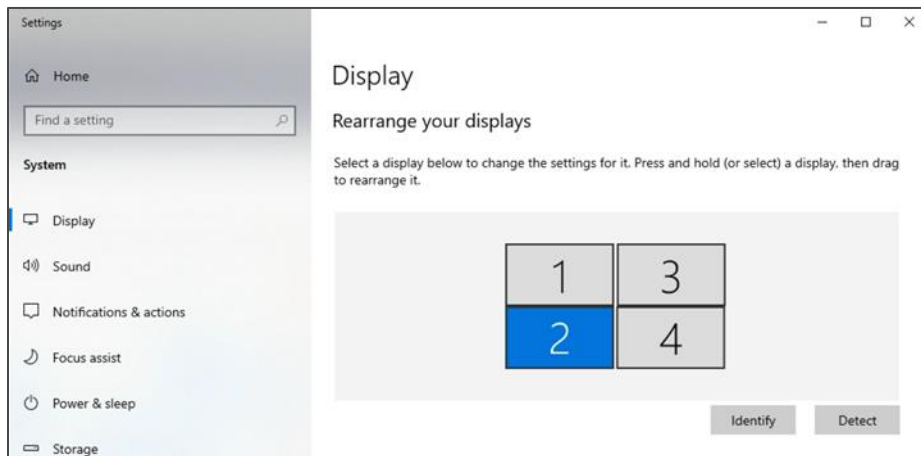 Settings
Home
Find a setting
System
Display
Sound
Notifications & actions
Focus assist
Power & sleep
Storage
Display
Rearrange your displays
Select a display below to change the settings for it. Press and hold (or select) a display, then drag
to rearrange it.
1 3
2 4
Identify Detect